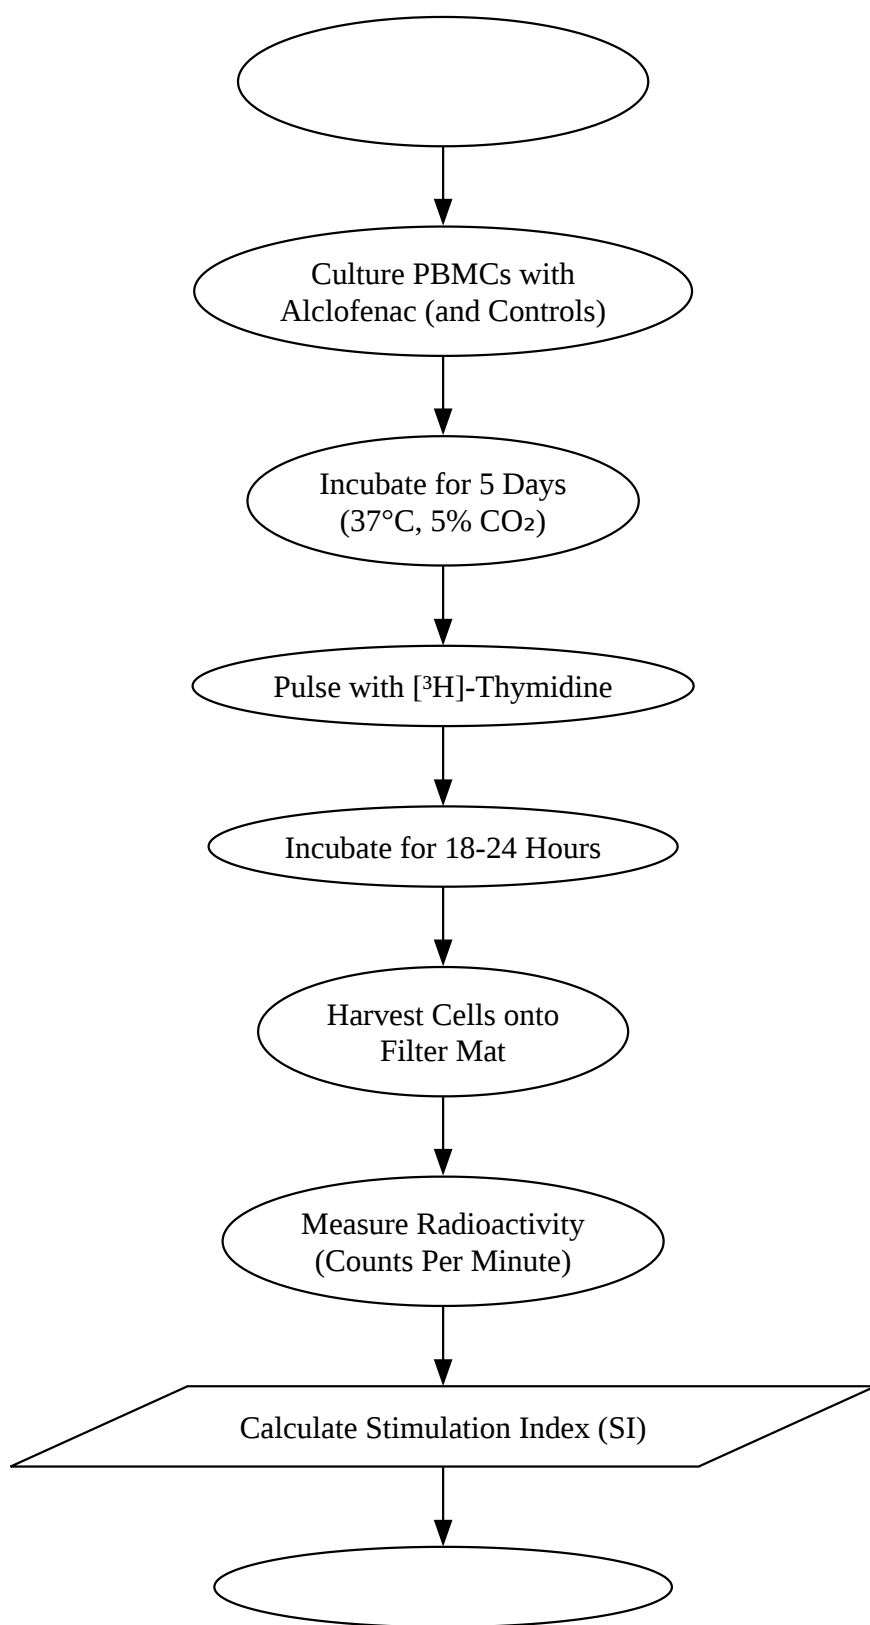 Culture PBMCs with
Alclofenac (and Controls)
Incubate for 5 Days
(37°C, 5% CO₂)
Pulse with [³H]-Thymidine
Incubate for 18-24 Hours
Harvest Cells onto
Filter Mat
Measure Radioactivity
(Counts Per Minute)
Calculate Stimulation Index (SI)